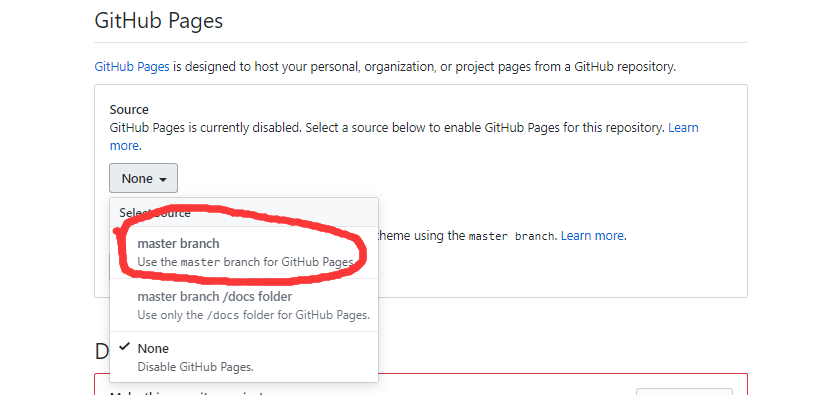 GitHub Pages
GitHub Pages is designed to host your personal, organization, or project pages from a GitHub repository.
Source
GitHub Pages is currently disabled. Select a source below to enable GitHub Pages for this repository. Learn
more.
None
Select source
master branch
heme using the master branch. Learn more.
Use the master branch for GitHub Pages.
master branch /docs folder
Use only the /docs folder for GitHub Pages.
None
D
Disable GitHub Pages.